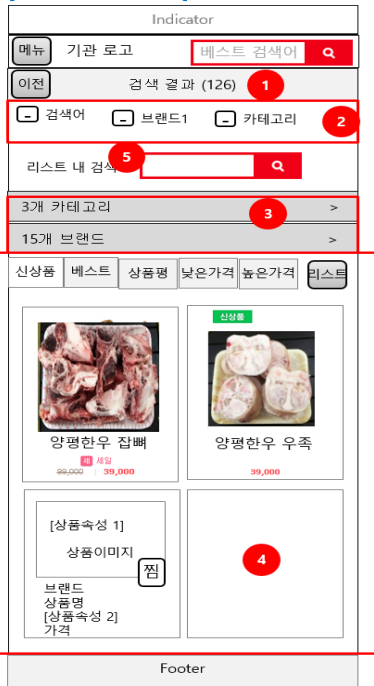 Indicator
메뉴 기관 로고 베스트 검색어
이전 검색 결과 (126) 1
- 검색어 - 브랜드1 - 카테고리 2
5
리스트 내 검색
3개 카테고리 3 >
15개 브랜드 >
신상품 베스트 상품평 낮은가격 높은가격 리스트
신상품
양평한우 잡뼈 양평한우 우족
세일
99,000 39,000 39,000
[상품속성 1]
상품이미지
찜
4
브랜드
상품명
[상품속성 2]
가격
Footer